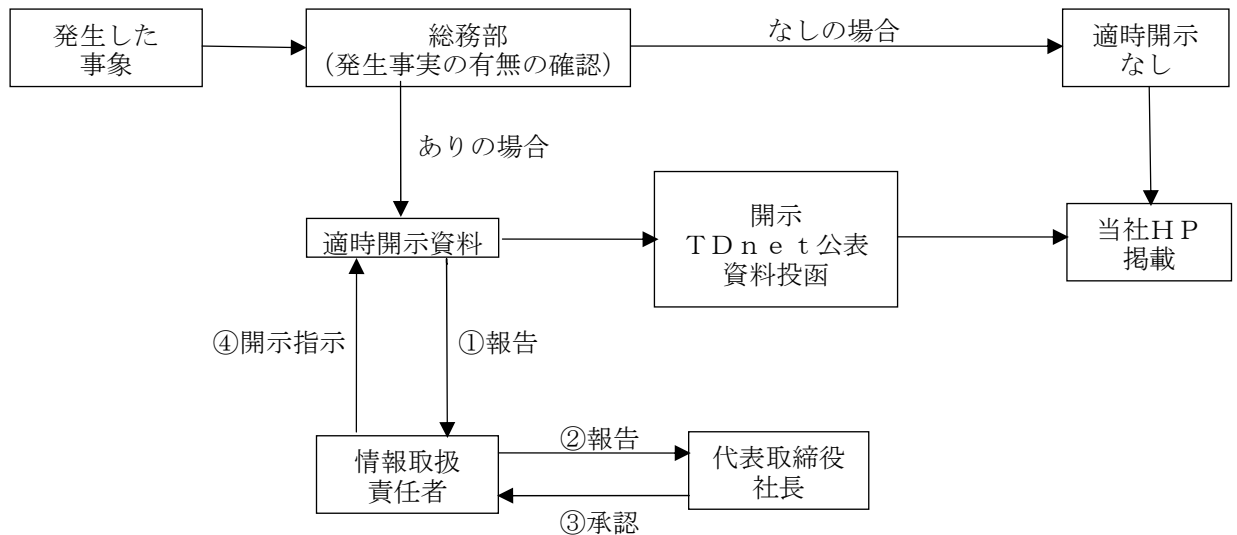 発生した
事象
総務部
（発生事実の有無の確認）
なしの場合
適時開示
なし
ありの場合
適時開示資料
開示
ＴＤｎｅｔ公表
資料投函
当社ＨＰ
掲載
④開示指示
①報告
情報取扱
責任者
②報告
代表取締役
社長
③承認